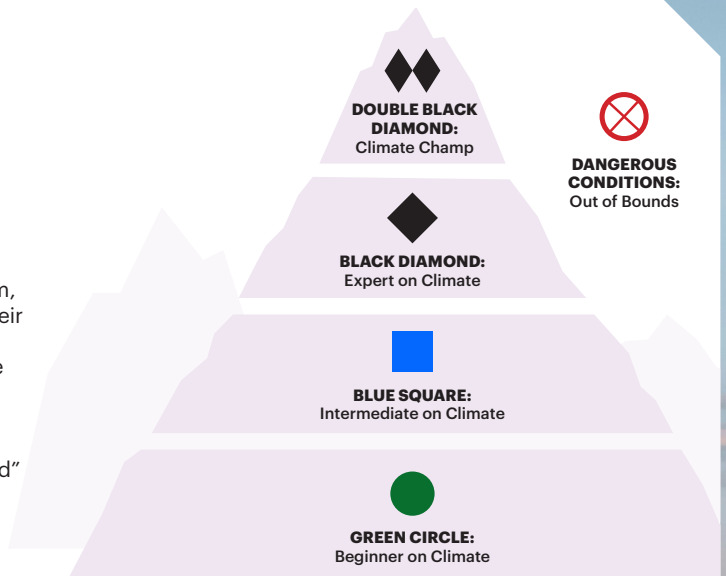 DOUBLE BLACK
DIAMOND:
Climate Champ
DANGEROUS
CONDITIONS:
Out of Bounds
BLACK DIAMOND:
Expert on Climate
BLUE SQUARE:
Intermediate on Climate
GREEN CIRCLE:
Beginner on Climate